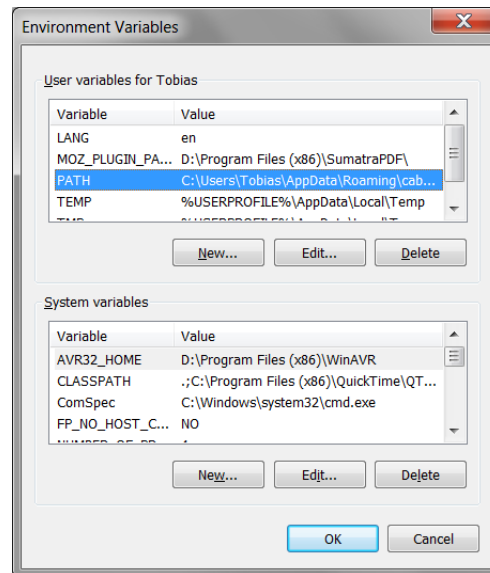 Environment Variables
User variables for Tobias
Variable Value
LANG en
MOZ_PLUGIN_PA... D:\Program Files (x86)\SumatraPDF\
PATH C:\Users\Tobias\AppData\Roaming\cab...
TEMP %USERPROFILE%\AppData\Local\Temp
New... Edit... Delete
System variables
Variable Value
AVR32_HOME D:\Program Files (x86)\WinAVR
CLASSPATH .;C:\Program Files (x86)\QuickTime\QT...
ComSpec C:\Windows\system32\cmd.exe
FP_NO_HOST_C... NO
New... Edit... Delete
OK Cancel